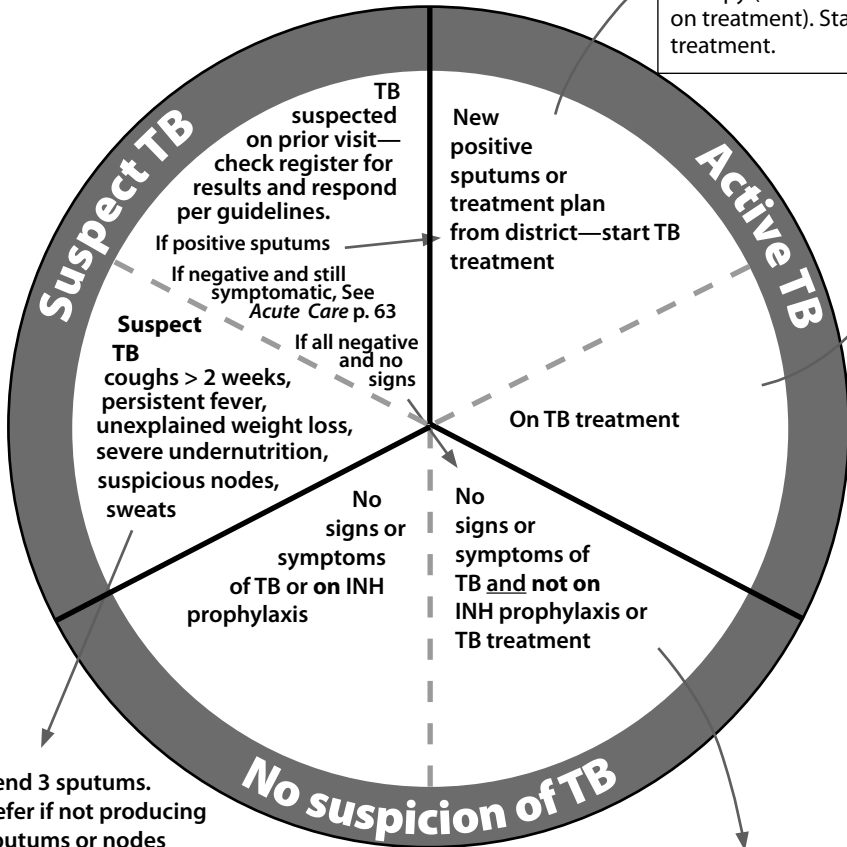 on treatment). Sta
treatment.
Suspect TB
TB
suspected
on prior visit—
check register for
results and respond
per guidelines.
If positive sputums
If negative and still
symptomatic, See
Acute Care p. 63
If all negative
and no
signs
Suspect
TB
coughs > 2 weeks,
persistent fever,
unexplained weight loss,
severe undernutrition,
suspicious nodes,
sweats
Active TB
New
positive
sputums or
treatment plan
from district—start TB
treatment
On TB treatment
No
signs or
symptoms
of TB or on INH
prophylaxis
No
signs or
symptoms of
TB and not on
INH prophylaxis or
TB treatment
No suspicion of TB
end 3 sputums.
efer if not producing
putums or nodes